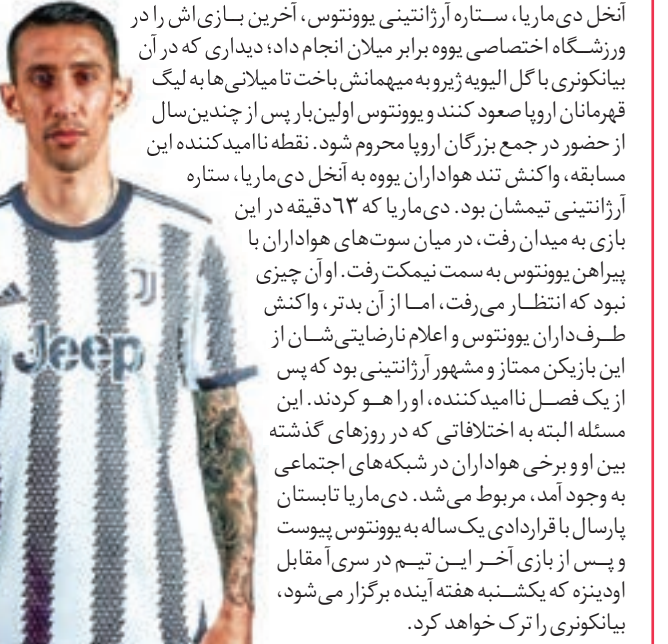 آنخل دی‌ماریا، ستاره آرژانتینی یوونتوس، آخرین بازی‌اش را در
ورزشگاه اختصاصی یووه برابر میلان انجام داد؛ دیداری که در آن
بیانکونری با گل الیویه ژیرو به میهمانش باخت تا میلانی‌ها به لیگ
قهرمانان اروپا صعود کنند و یوونتوس اولین‌بار پس از چندین‌سال
از حضور در جمع بزرگان اروپا محروم شود. نقطه ناامیدکننده این
مسابقه، واکنش تند هواداران یووه به آنخل دی‌ماریا، ستاره
آرژانتینی تیمشان بود. دی‌ماریا که ۶۳دقیقه در این
بازی به میدان رفت، در میان سوت‌های هواداران با
پیراهن یوونتوس به سمت نیمکت رفت. او آن چیزی
نبود که انتظار می‌رفت، اما از آن بدتر، واکنش
طرف‌داران یوونتوس و اعلام نارضایتی‌شان از
این بازیکن ممتاز و مشهور آرژانتینی بود که پس
از یک فصل ناامیدکننده، او را هو کردند. این
مسئله البته به اختلافاتی که در روزهای گذشته
بین او و برخی هواداران در شبکه‌های اجتماعی
به وجود آمد، مربوط می‌شد. دی‌ماریا تابستان
پارسال با قراردادی یک‌ساله به یوونتوس پیوست
و پس از بازی آخر این تیم در سری‌آ مقابل
اودینزه که یکشنبه هفته آینده برگزار می‌شود،
بیانکونری را ترک خواهد کرد.
Jeep